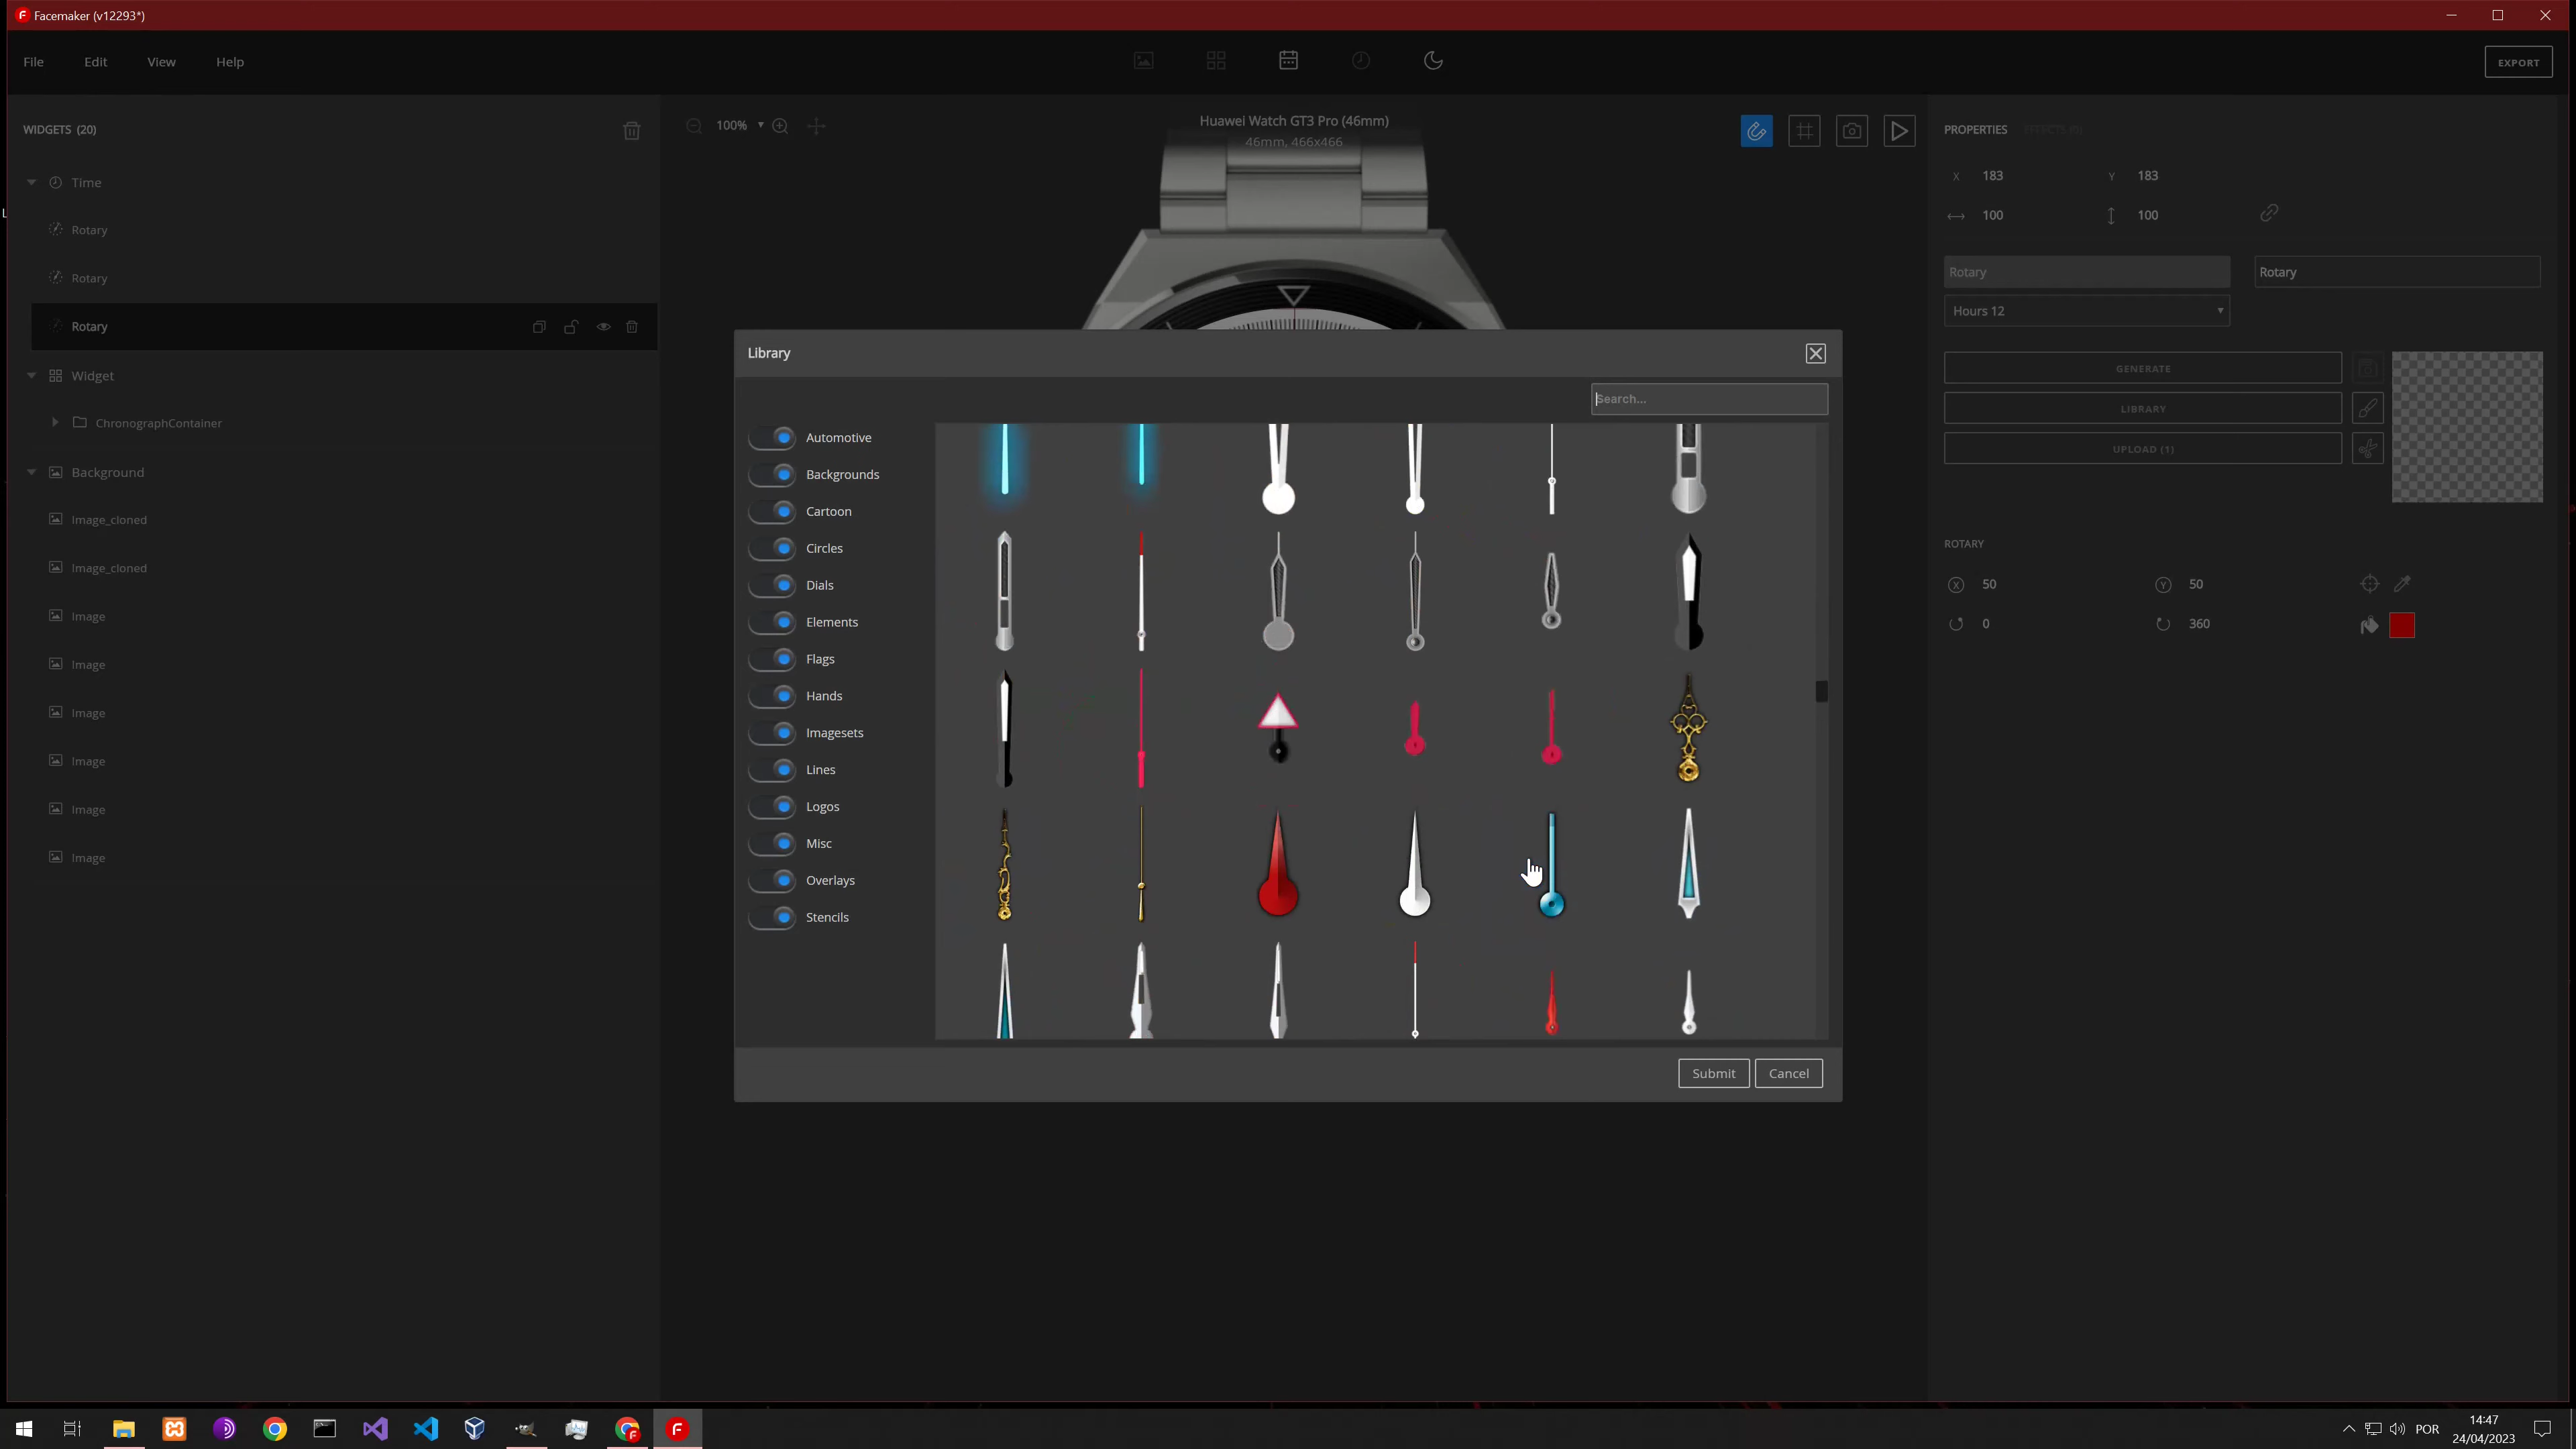 Facemaker (v12293*)
File
Edit
View
Help
EXPORT
WIDGETS (20)
Time
Rotary
Rotary
Rotary
Widget
ChronographContainer
Background
Image_cloned
Image_cloned
Image
Image
Image
Image
Image
Image
100%
Huawei Watch GT3 Pro (46mm)
46mm, 466x466
Library
Search...
Automotive
Backgrounds
Cartoon
Circles
Dials
Elements
Flags
Hands
Imagesets
Lines
Logos
Misc
Overlays
Stencils
Submit
Cancel
PROPERTIES
EFFECTS (0)
X 183
Y 183
100
100
Rotary
Rotary
Hours 12
GENERATE
LIBRARY
UPLOAD (1)
ROTARY
X 50
Y 50
0
360
L
POR
14:47
24/04/2023